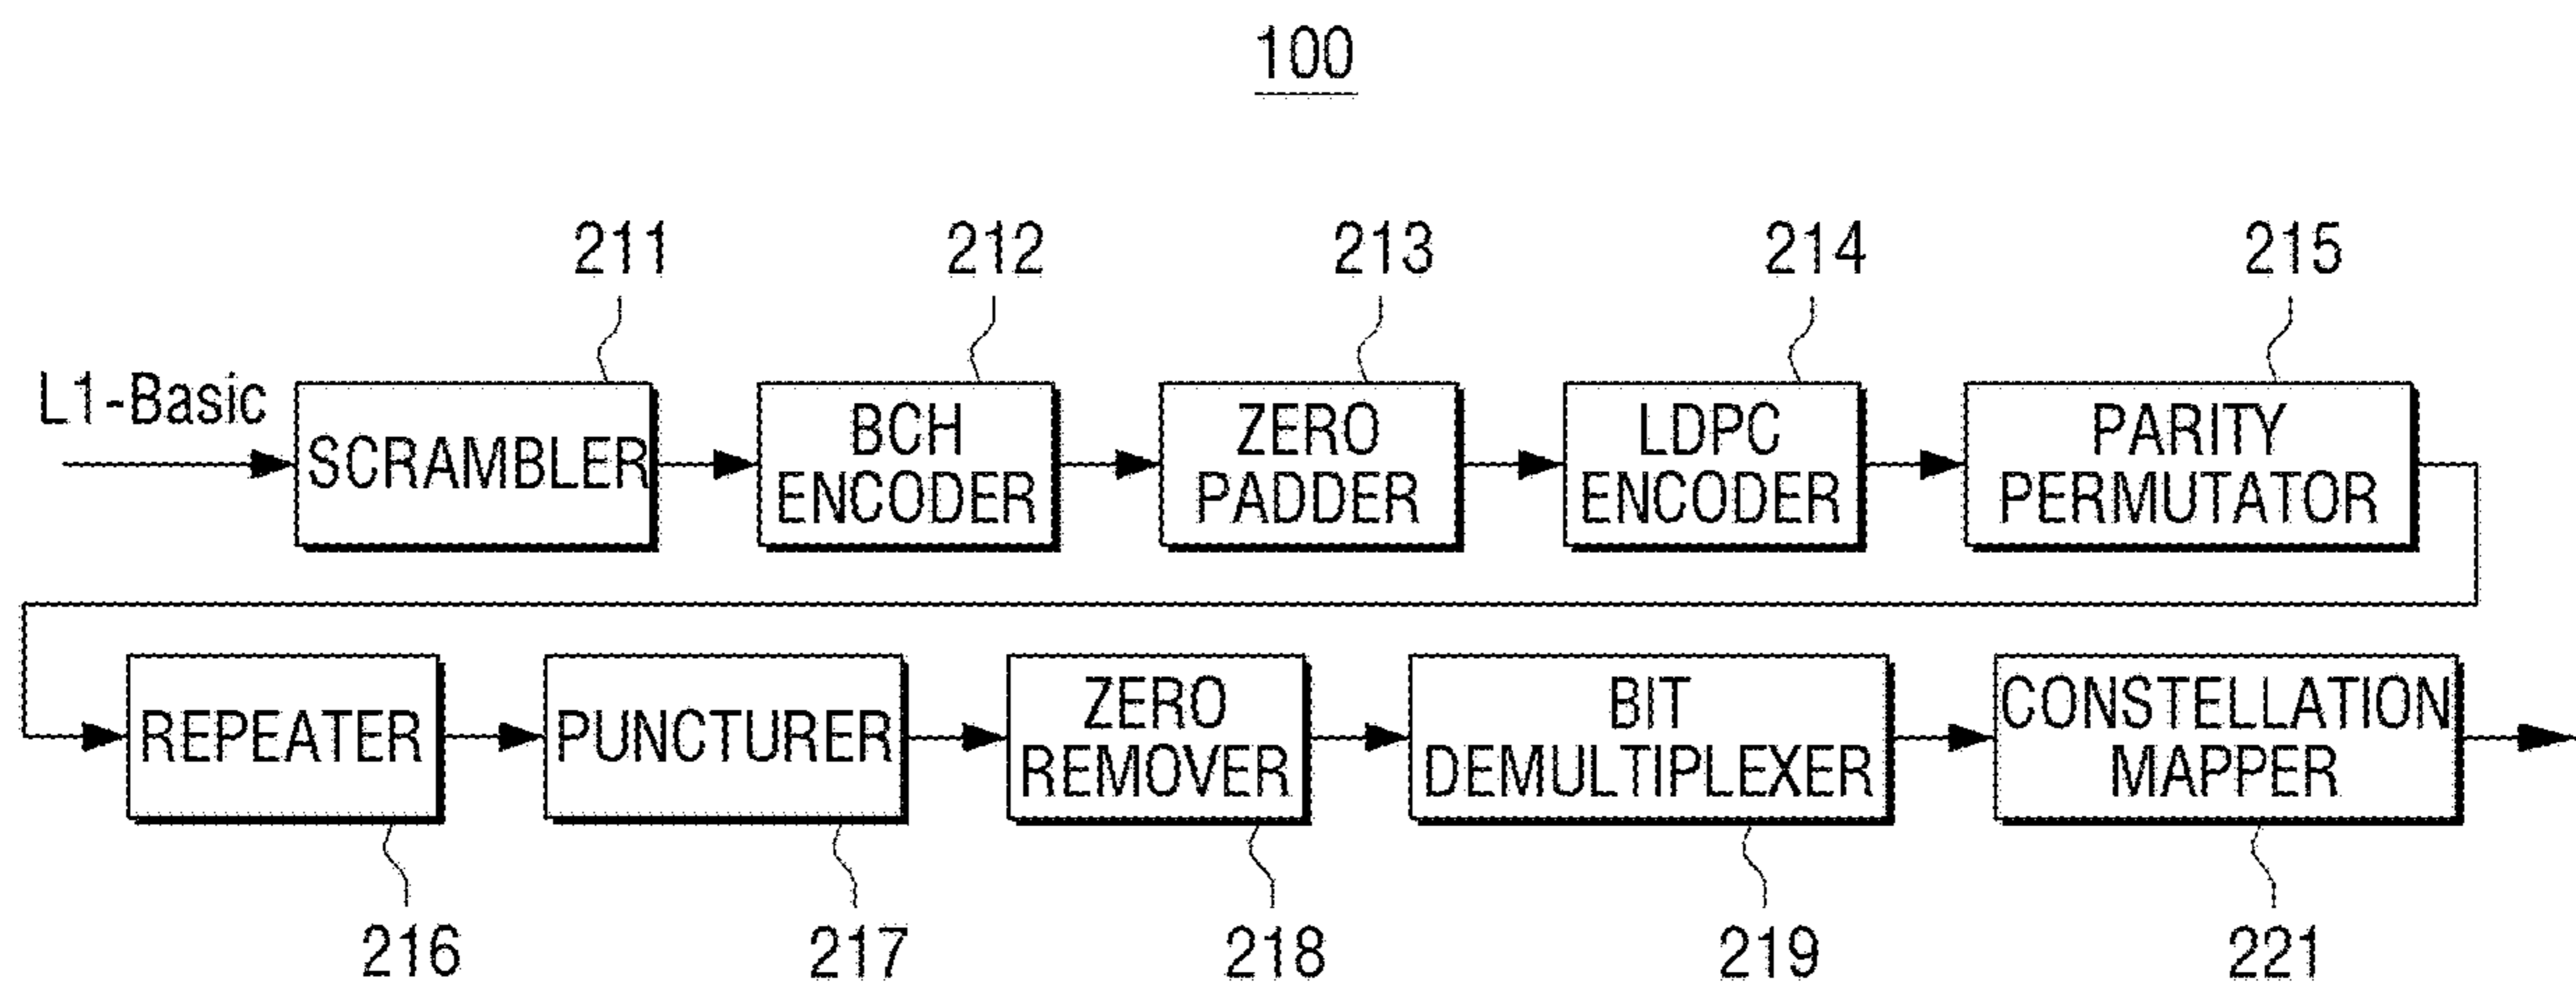 100
211
212
213
214
215
L1-Basic
SCRAMBLER
BCH
ENCODER
ZERO
PADDER
LDPC
ENCODER
PARITY
PERMUTATOR
REPEATER
PUNCTURER
ZERO
REMOVER
BIT
DEMULTIPLEXER
CONSTELLATION
MAPPER
216
217
218
219
221